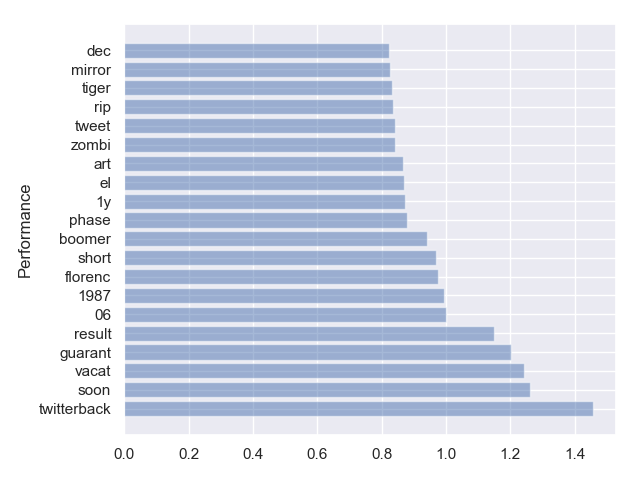 dec
mirror
tiger
rip
tweet
zombi
art
el
1y
phase
boomer
short
florenc
1987
06
result
guarant
vacat
soon
twitterback
Performance
0.0 0.2 0.4 0.6 0.8 1.0 1.2 1.4